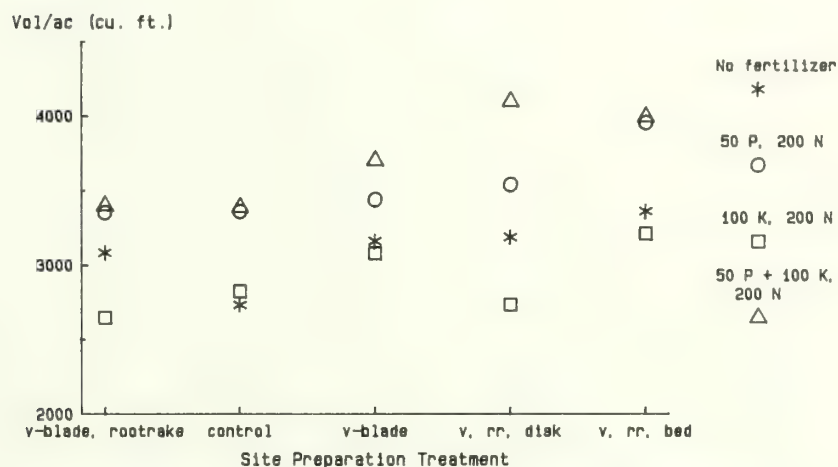 Vol/ac (cu. ft.)
4000
3000
2000
v-blade, rootrake
control
v-blade
v, rr, disk
v, rr, bed
Site Preparation Treatment
No fertilizer
50 P, 200 N
100 K, 200 N
50 P + 100 K,
200 N